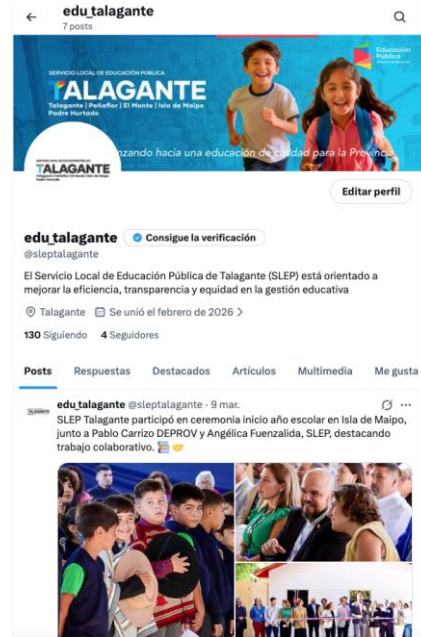 edu_talagante
7 posts
Educación
Pública
SERVICIO LOCAL DE EDUCACIÓN PÚBLICA
TALAGANTE
Talagante | Peñaflor | El Monte | Isla de Maipo
Padre Hurtado
nzando hacia una educación de calidad para la Provincia
TALAGANTE
Editar perfil
edu_talagante Consigue la verificación
@sleptalagante
El Servicio Local de Educación Pública de Talagante (SLEP) está orientado a
mejorar la eficiencia, transparencia y equidad en la gestión educativa
Talagante Se unió el febrero de 2026 >
130 Siguiendo 4 Seguidores
Posts Respuestas Destacados Artículos Multimedia Me gusta
edu_talagante @sleptalagante · 9 mar.
SLEP Talagante participó en ceremonia inicio año escolar en Isla de Maipo,
junto a Pablo Carrizo DEPROV y Angélica Fuenzalida, SLEP, destacando
trabajo colaborativo.